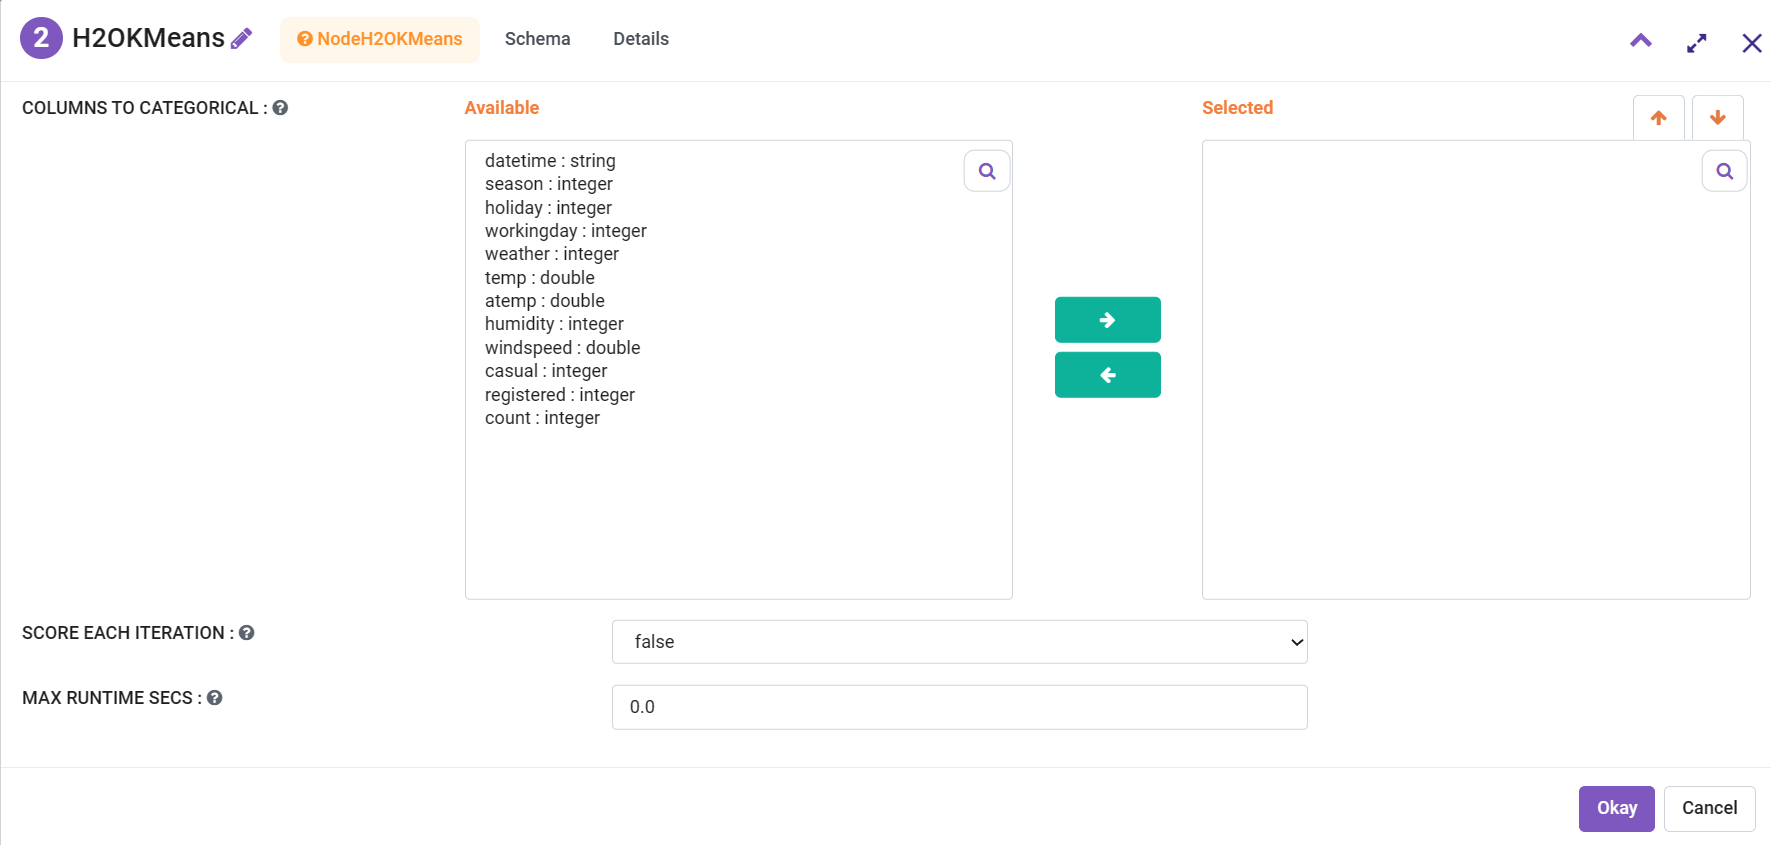 2 H2OKMeans NodeH2OKMeans Schema Details
COLUMNS TO CATEGORICAL :
Available
Selected
datetime : string
season : integer
holiday : integer
workingday : integer
weather : integer
temp : double
atemp : double
humidity : integer
windspeed : double
casual : integer
registered : integer
count : integer
SCORE EACH ITERATION :
false
MAX RUNTIME SECS :
0.0
Okay
Cancel